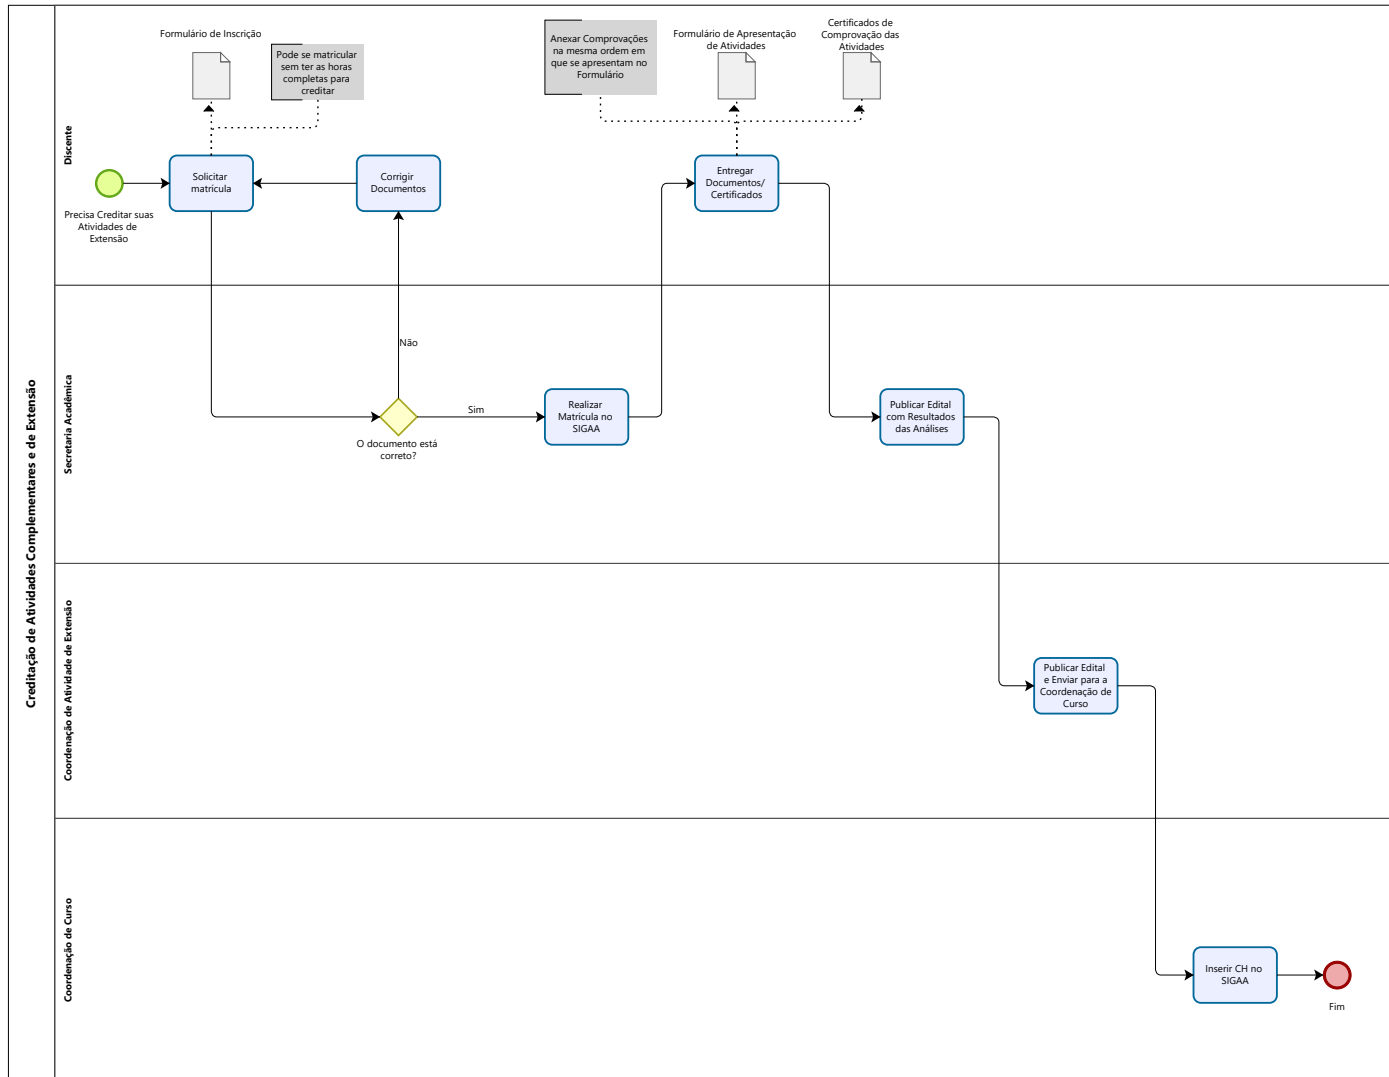 Creditação de Atividades Complementares e de Extensão
Discente
Formulário de Inscrição
Pode se matricular
sem ter as horas
completas para
creditar
Anexar Comprovações
na mesma ordem em
que se apresentam no
Formulário
Formulário de Apresentação
de Atividades
Certificados de
Comprovação das
Atividades
Precisa Creditar suas
Atividades de
Extensão
Solicitar
matrícula
Corrigir
Documentos
Entregar
Documentos/
Certificados
Secretaria Acadêmica
Não
Sim
O documento está
correto?
Realizar
Matrícula no
SIGAA
Publicar Edital
com Resultados
das Análises
Coordenação de Atividade de Extensão
Publicar Edital
e Enviar para a
Coordenação de
Curso
Coordenação de Curso
Inserir CH no
SIGAA
Fim